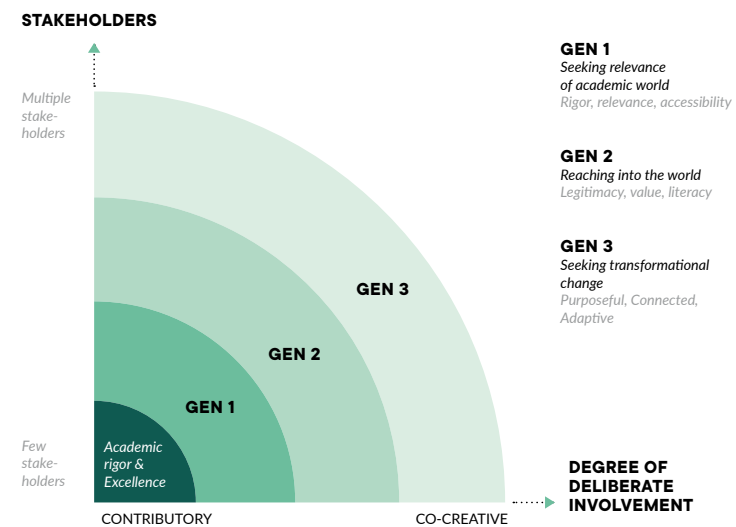 STAKEHOLDERS
Multiple
stake-
holders
GEN 3
GEN 2
GEN 1
Academic
rigor &
Excellence
Few
stake-
holders
CONTRIBUTORY
CO-CREATIVE
DEGREE OF
DELIBERATE
INVOLVEMENT
GEN 1
Seeking relevance
of academic world
Rigor, relevance, accessibility
GEN 2
Reaching into the world
Legitimacy, value, literacy
GEN 3
Seeking transformational
change
Purposeful, Connected,
Adaptive